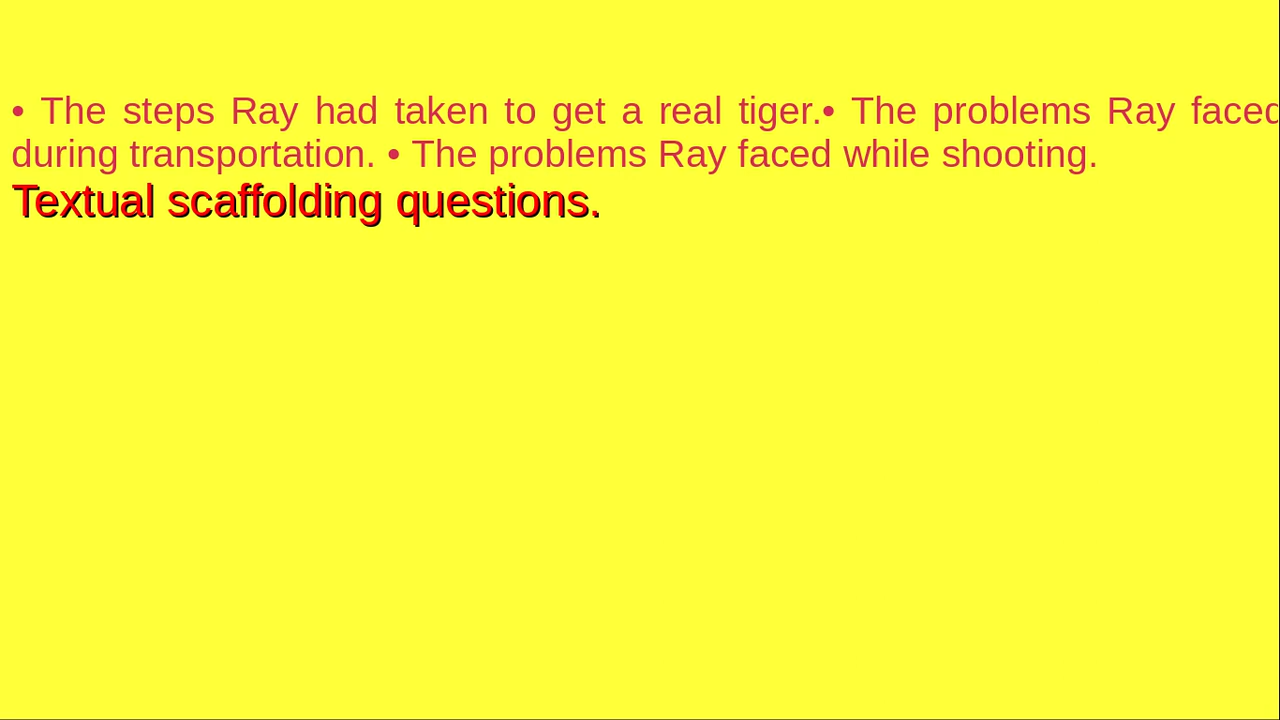 • The steps Ray had taken to get a real tiger.• The problems Ray faced
during transportation. • The problems Ray faced while shooting.
Textual scaffolding questions.